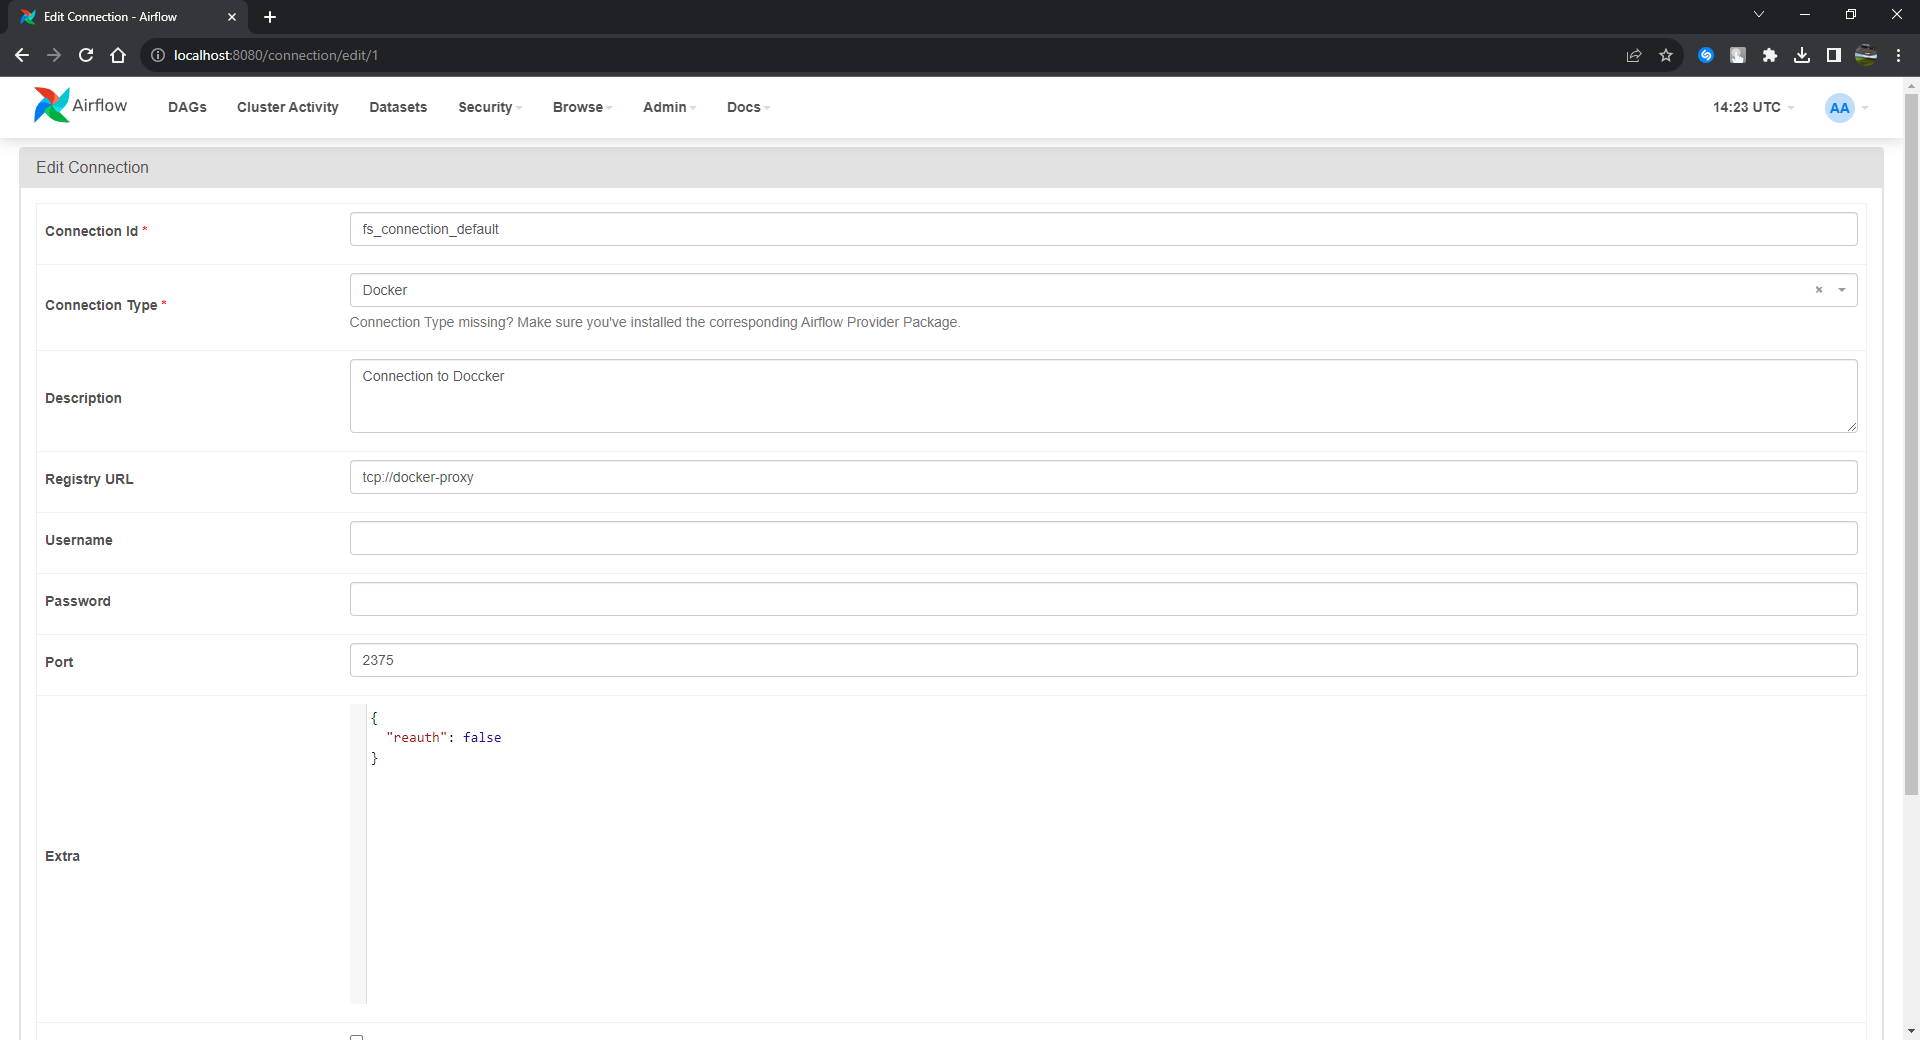 Edit Connection - Airflow
localhost:8080/connection/edit/1
Airflow DAGs Cluster Activity Datasets Security Browse Admin Docs 14:23 UTC AA
Edit Connection
Connection Id * fs_connection_default
Connection Type * Docker
Connection Type missing? Make sure you've installed the corresponding Airflow Provider Package.
Description Connection to Doccker
Registry URL tcp://docker-proxy
Username
Password
Port 2375
{
"reauth": false
}
Extra